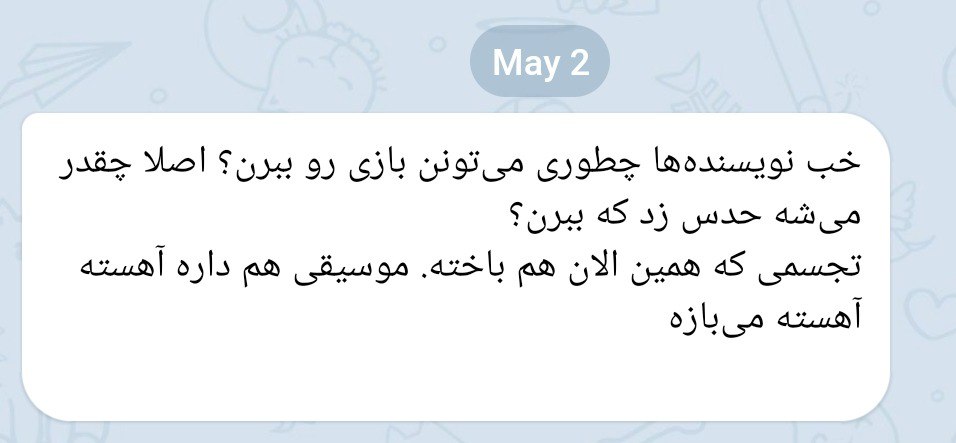 May 2
خب نویسنده‌ها چطوری می‌تونن بازی رو ببرن؟ اصلا چقدر
می‌شه حدس زد که ببرن؟
تجسمی که همین الان هم باخته. موسیقی هم داره آهسته
آهسته می‌بازه